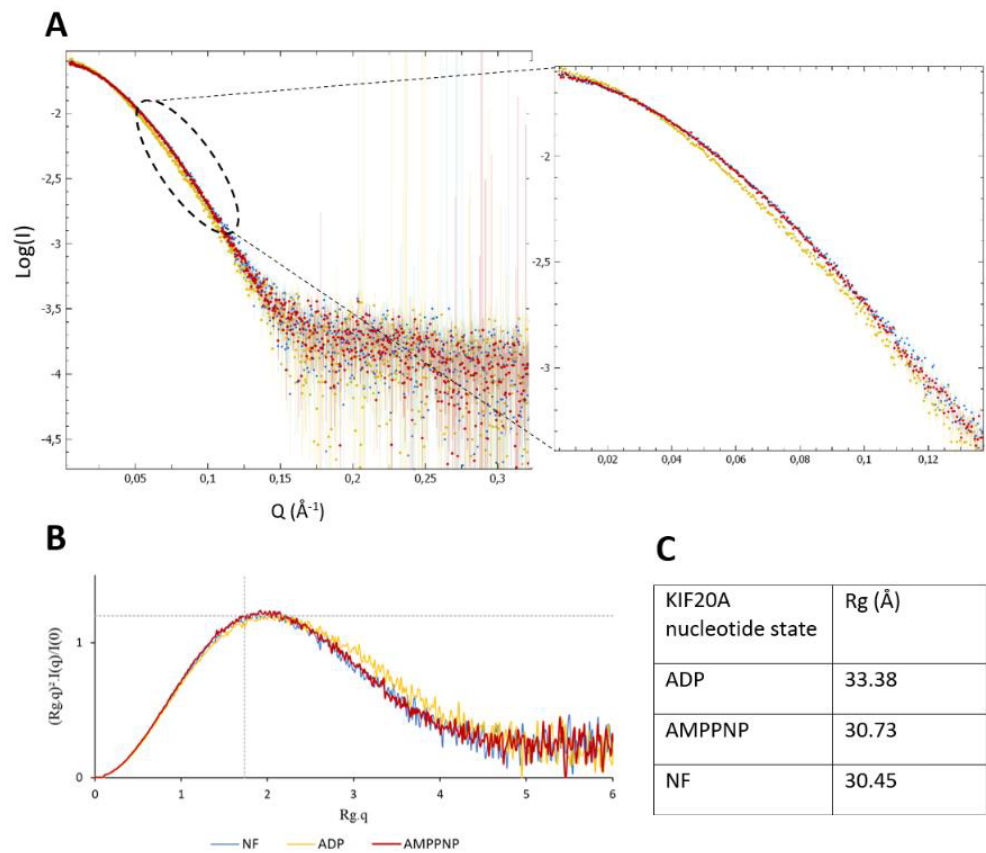 A
-2
-2,5
-3
-3,5
-4
-4,5
Log(I)
0,05
0,1
0,15
0,2
0,25
0,3
Q (Å⁻¹)
-2
-2,5
-3
0,02
0,04
0,06
0,08
0,1
0,12
B
1
0
(Rg.q)².I(q)/I(0)
0
1
2
3
4
5
6
Rg.q
NF
ADP
AMPPNP
C
KIF20A
nucleotide state
Rg (Å)
ADP
33.38
AMPPNP
30.73
NF
30.45